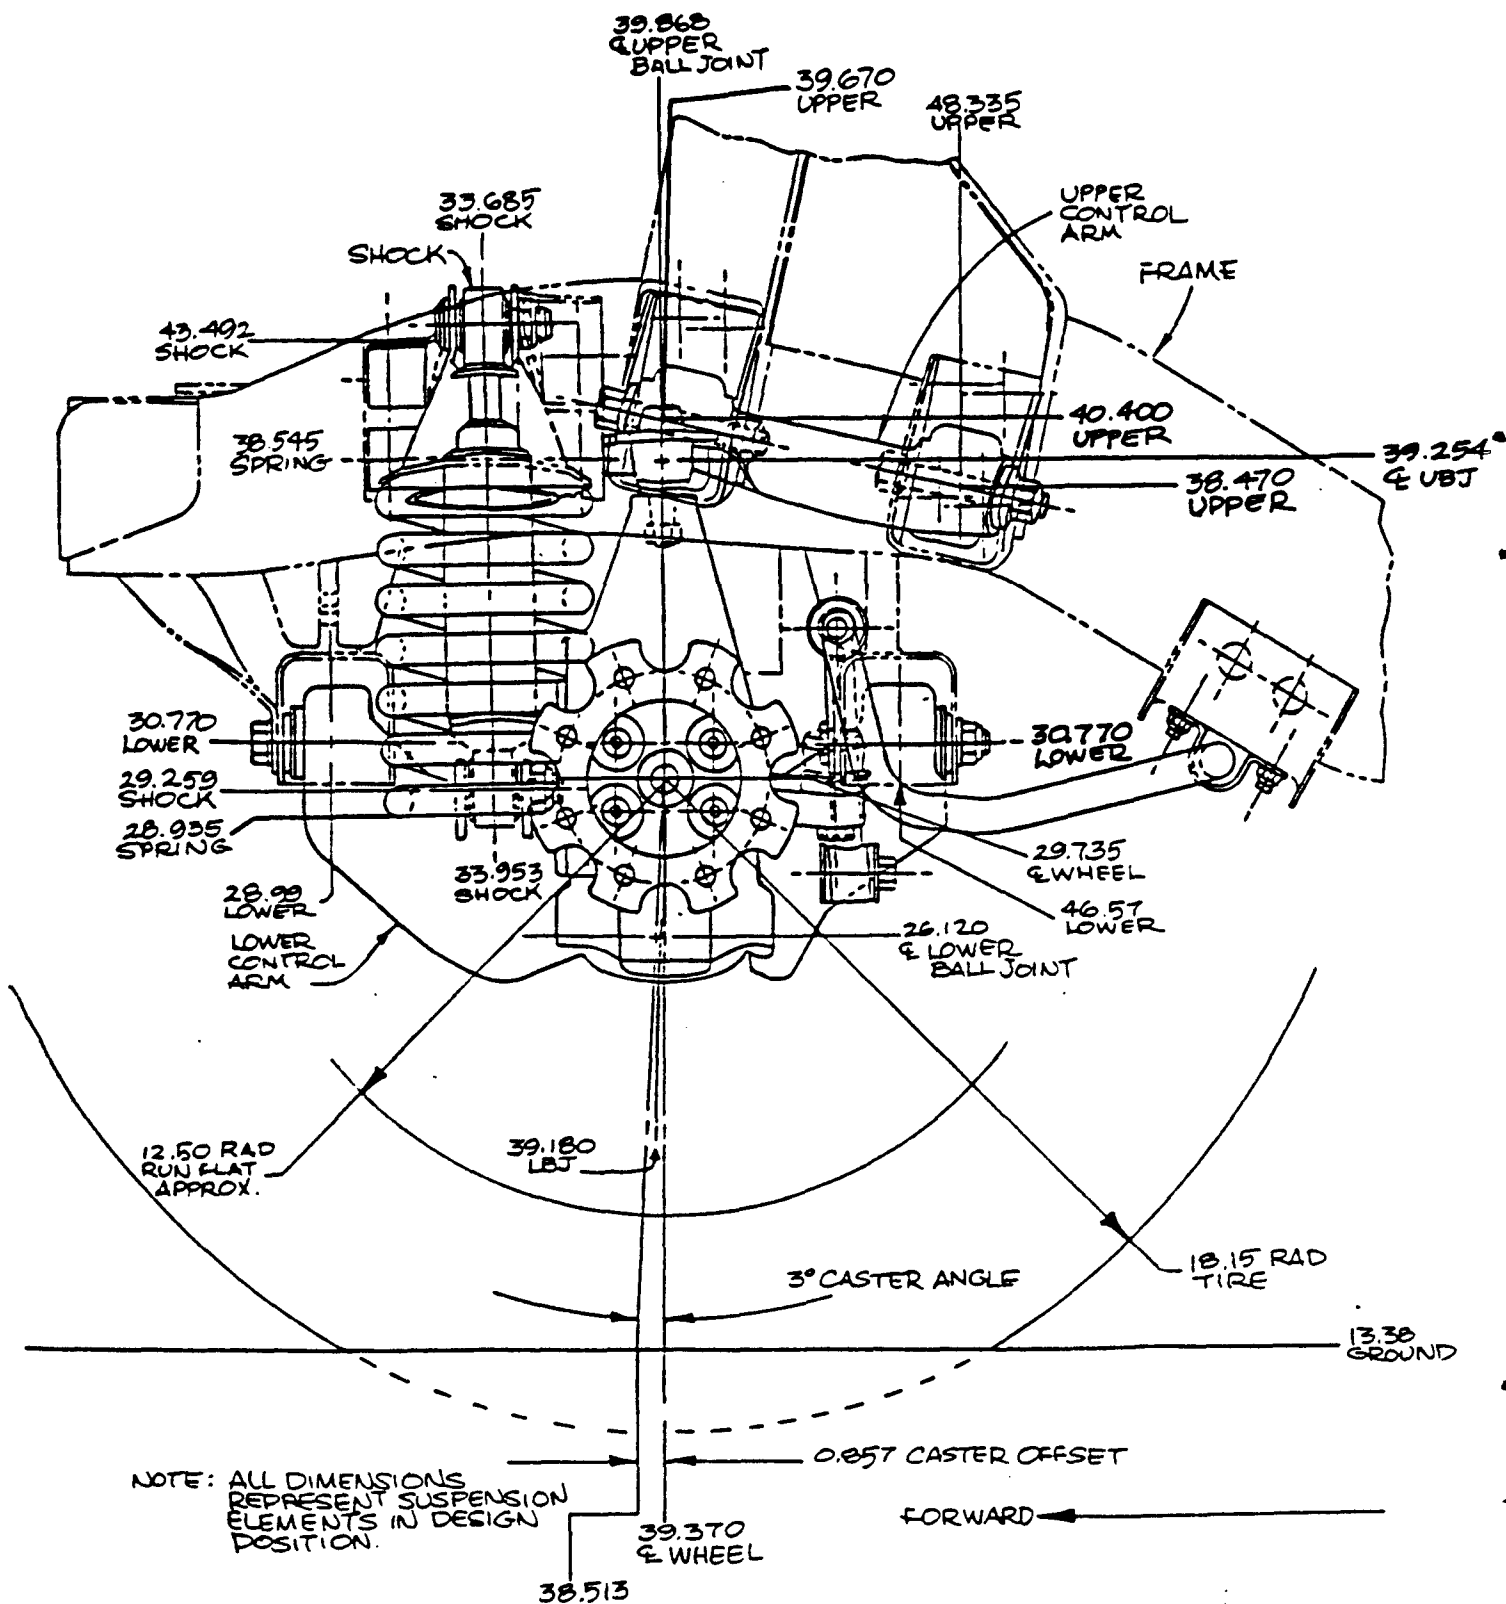 39.868
℄ UPPER
BALL JOINT
39.670
UPPER
48.335
UPPER
33.685
SHOCK
SHOCK
UPPER
CONTROL
ARM
FRAME
43.492
SHOCK
40.400
UPPER
38.545
SPRING
39.254
℄ UBJ
38.470
UPPER
30.770
LOWER
30.770
LOWER
29.259
SHOCK
28.935
SPRING
29.735
℄ WHEEL
33.953
SHOCK
28.99
LOWER
46.57
LOWER
LOWER
CONTROL
ARM
26.120
℄ LOWER
BALL JOINT
12.50 RAD
RUN FLAT
APPROX.
39.180
LBJ
18.15 RAD
TIRE
3° CASTER ANGLE
13.38
GROUND
0.857 CASTER OFFSET
NOTE: ALL DIMENSIONS
REPRESENT SUSPENSION
ELEMENTS IN DESIGN
POSITION.
FORWARD
39.370
℄ WHEEL
38.513